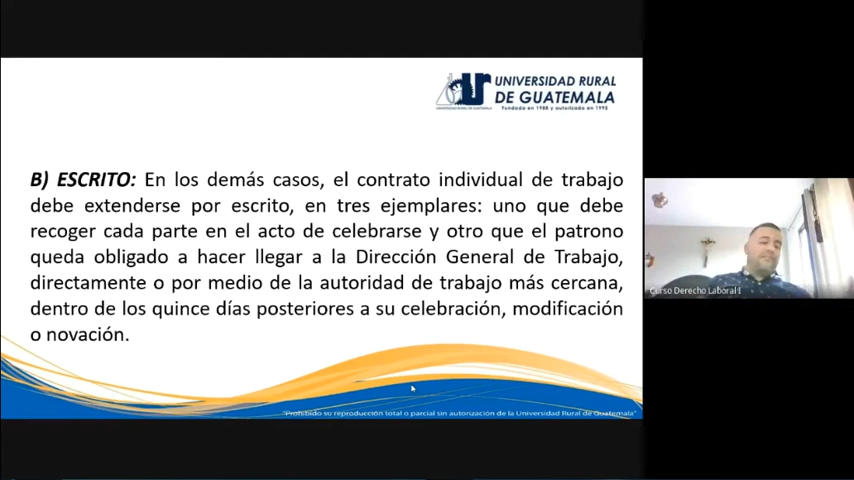 UNIVERSIDAD RURAL
DE GUATEMALA
Fundada en 1988 y autorizada en 1995
B) ESCRITO: En los demás casos, el contrato individual de trabajo
debe extenderse por escrito, en tres ejemplares: uno que debe
recoger cada parte en el acto de celebrarse y otro que el patrono
queda obligado a hacer llegar a la Dirección General de Trabajo,
directamente o por medio de la autoridad de trabajo más cercana,
dentro de los quince días posteriores a su celebración, modificación
o novación.
"Prohibido su reproducción total o parcial sin autorización de la Universidad Rural de Guatemala"
Curso Derecho Laboral I